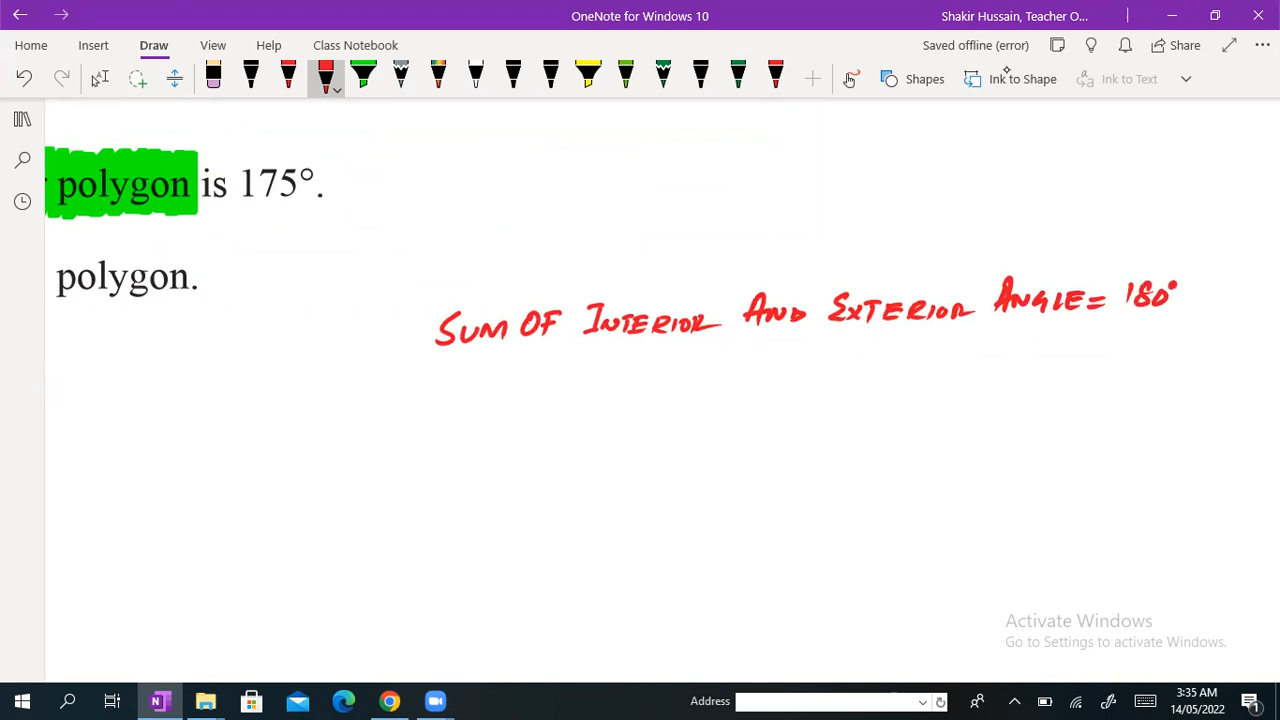 OneNote for Windows 10
Shakir Hussain, Teacher O...
Home Insert Draw View Help Class Notebook
Saved offline (error)
Share
Shapes
Ink to Shape
Ink to Text
polygon is 175°.
polygon.
SUM OF INTERIOR AND EXTERIOR ANGLE = 180°
Activate Windows
Go to Settings to activate Windows.
Address
3:35 AM
14/05/2022
1